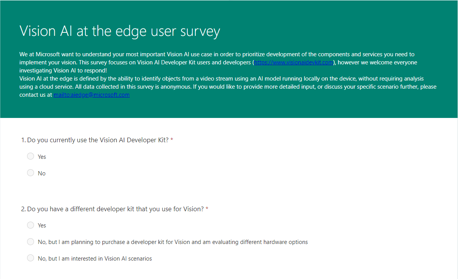 Vision AI at the edge user survey
We at Microsoft want to understand your most important Vision AI use case in order to prioritize development of the components and services you need to
implement your vision. This survey focuses on Vision AI Developer Kit users and developers (https://www.visionaidevkit.com), however we welcome everyone
investigating Vision AI to respond!
Vision AI at the edge is defined by the ability to identify objects from a video stream using an AI model running locally on the device, without requiring analysis
using a cloud service. All data collected in this survey is anonymous. If you would like to provide more detailed input, or discuss your specific scenario further, please
contact us at
1. Do you currently use the Vision AI Developer Kit? *
Yes
No
2. Do you have a different developer kit that you use for Vision? *
Yes
No, but I am planning to purchase a developer kit for Vision and am evaluating different hardware options
No, but I am interested in Vision AI scenarios